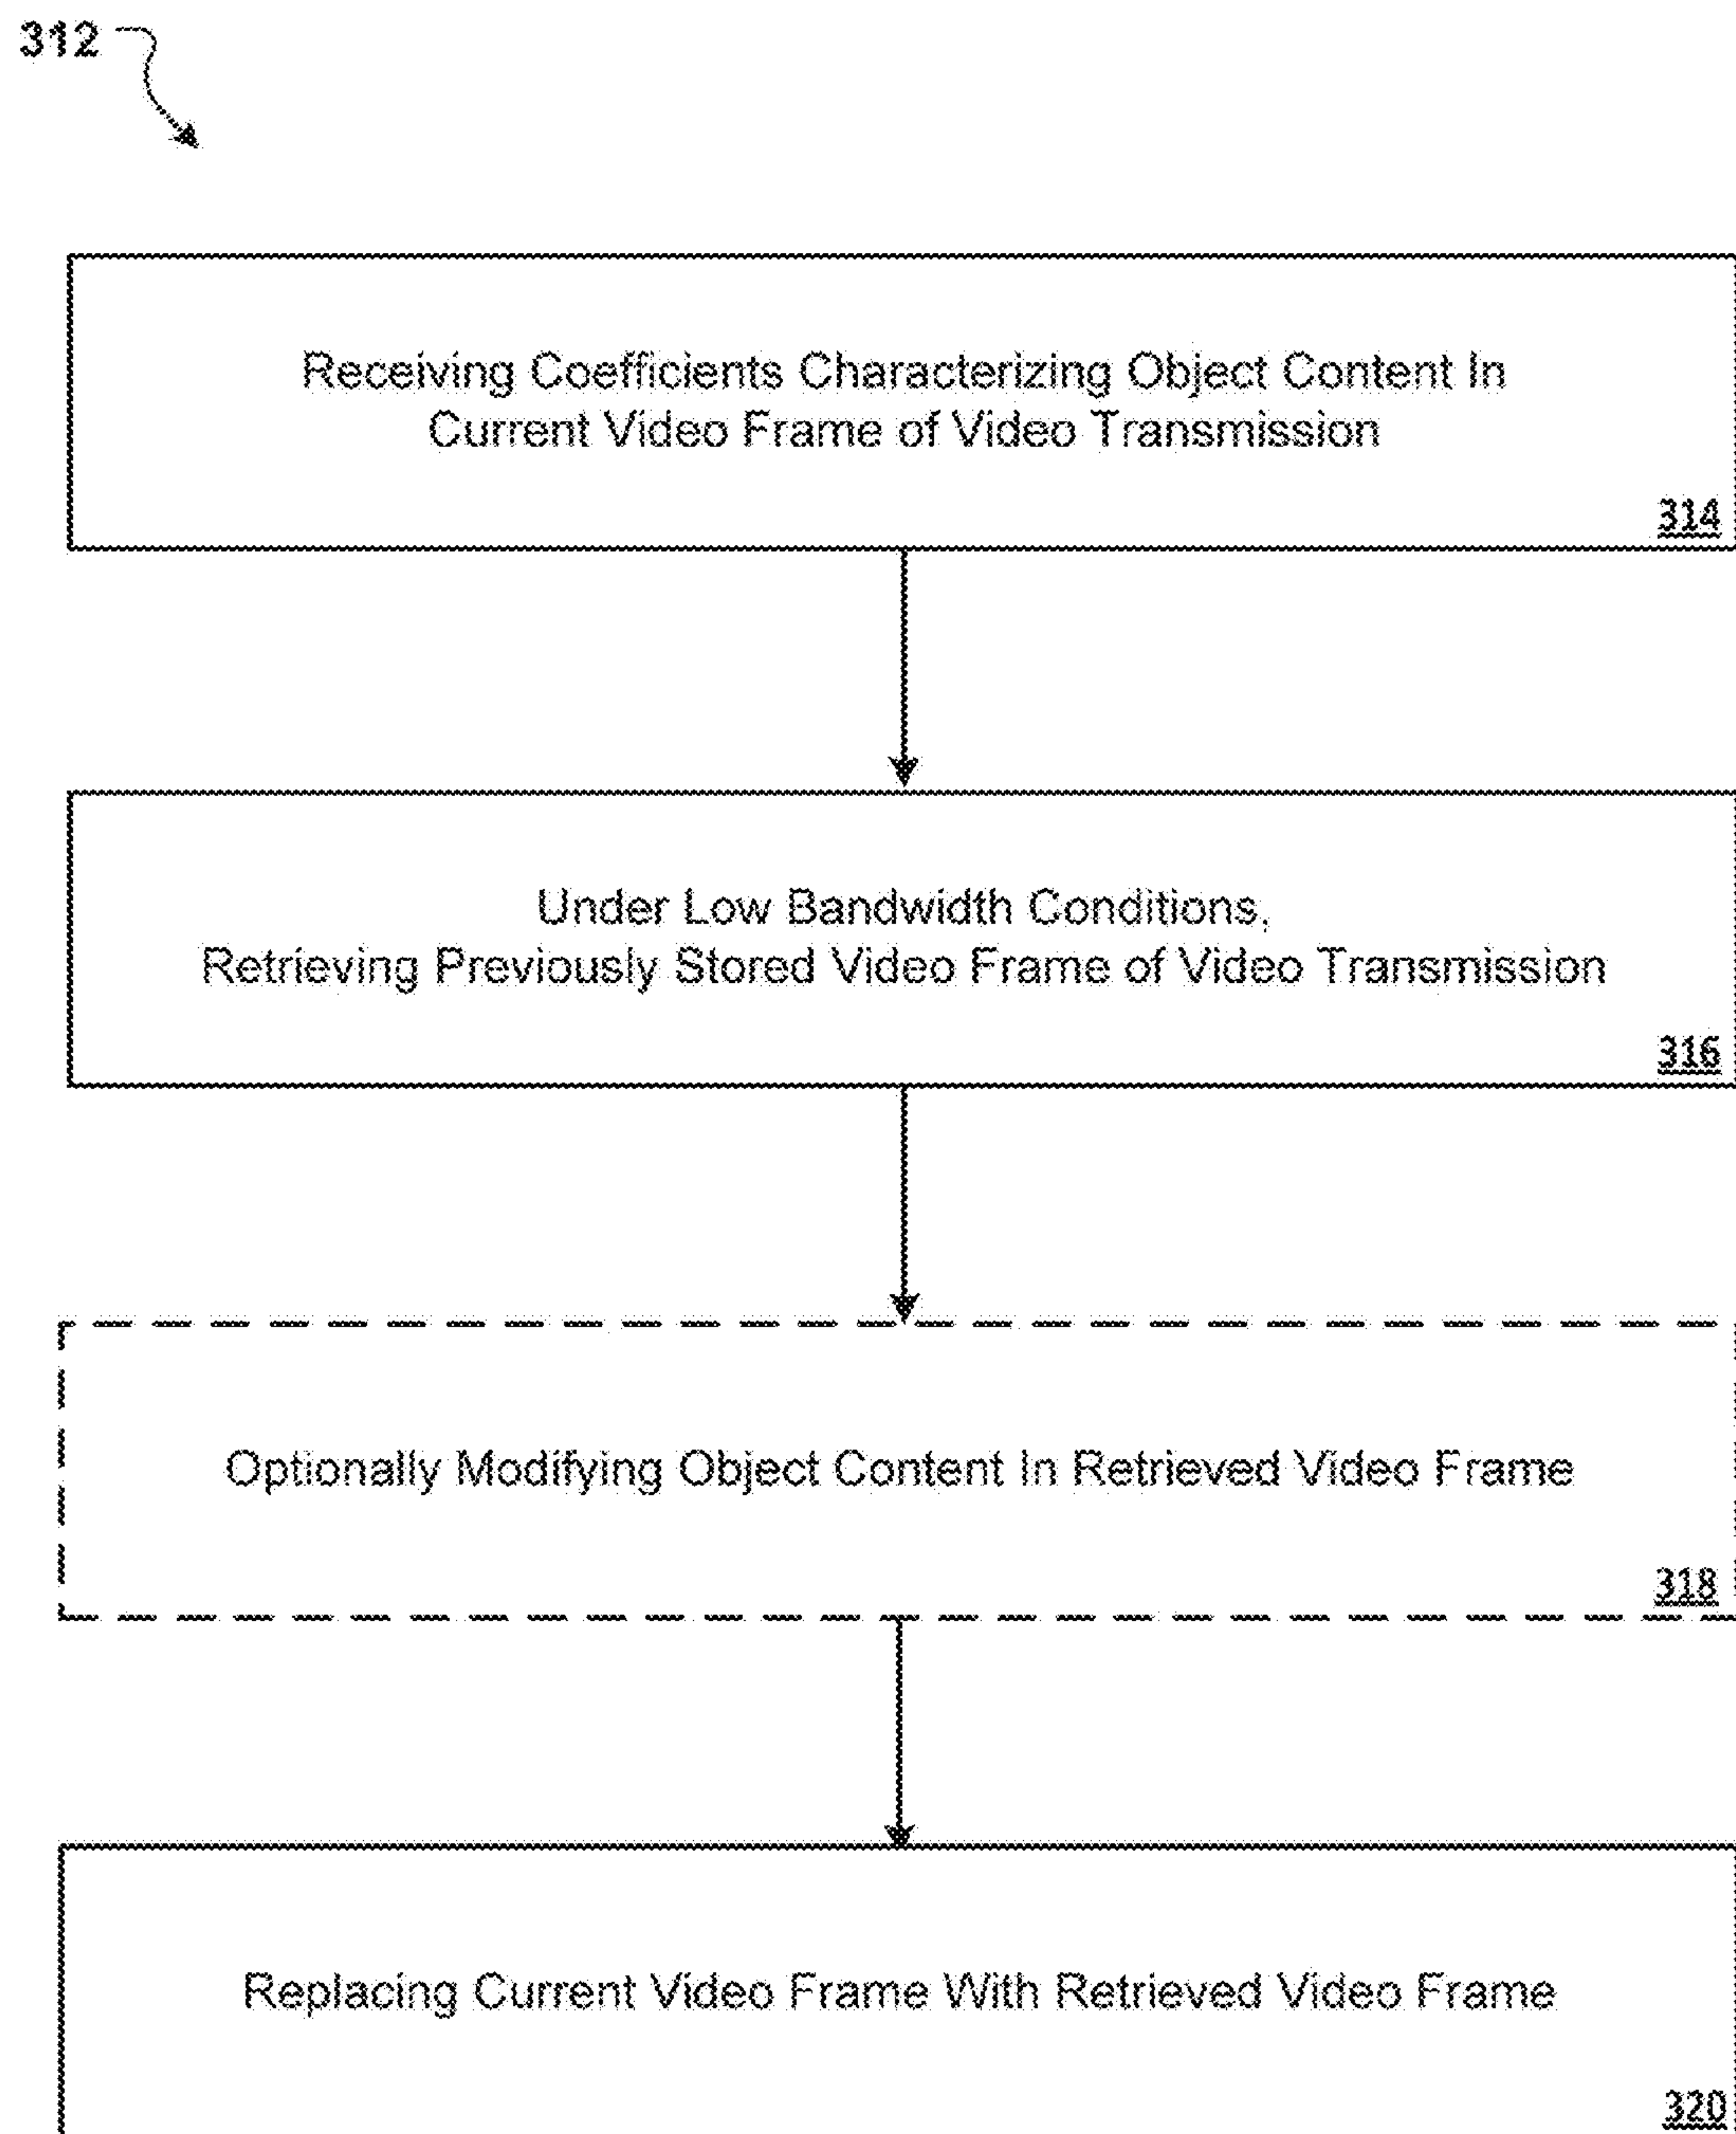 312
Receiving Coefficients Characterizing Object Content In
Current Video Frame of Video Transmission
314
Under Low Bandwidth Conditions,
Retrieving Previously Stored Video Frame of Video Transmission
316
Optionally Modifying Object Content In Retrieved Video Frame
318
Replacing Current Video Frame With Retrieved Video Frame
320